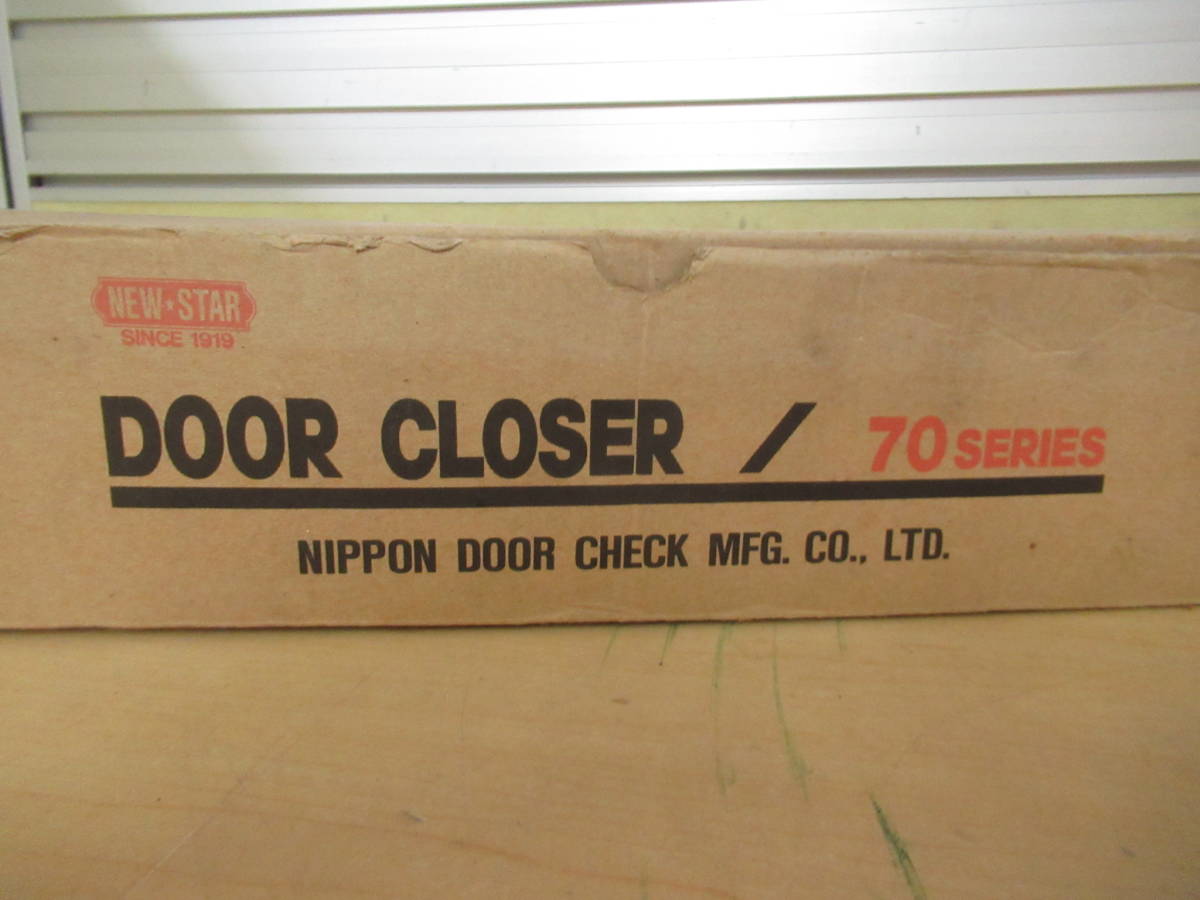 NEW★STAR
SINCE 1919
DOOR CLOSER / 70 SERIES
NIPPON DOOR CHECK MFG. CO., LTD.